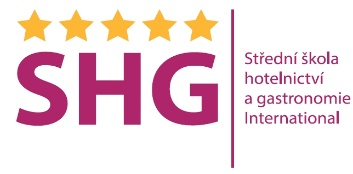 SHG
Střední škola
hotelnictví
a gastronomie
International